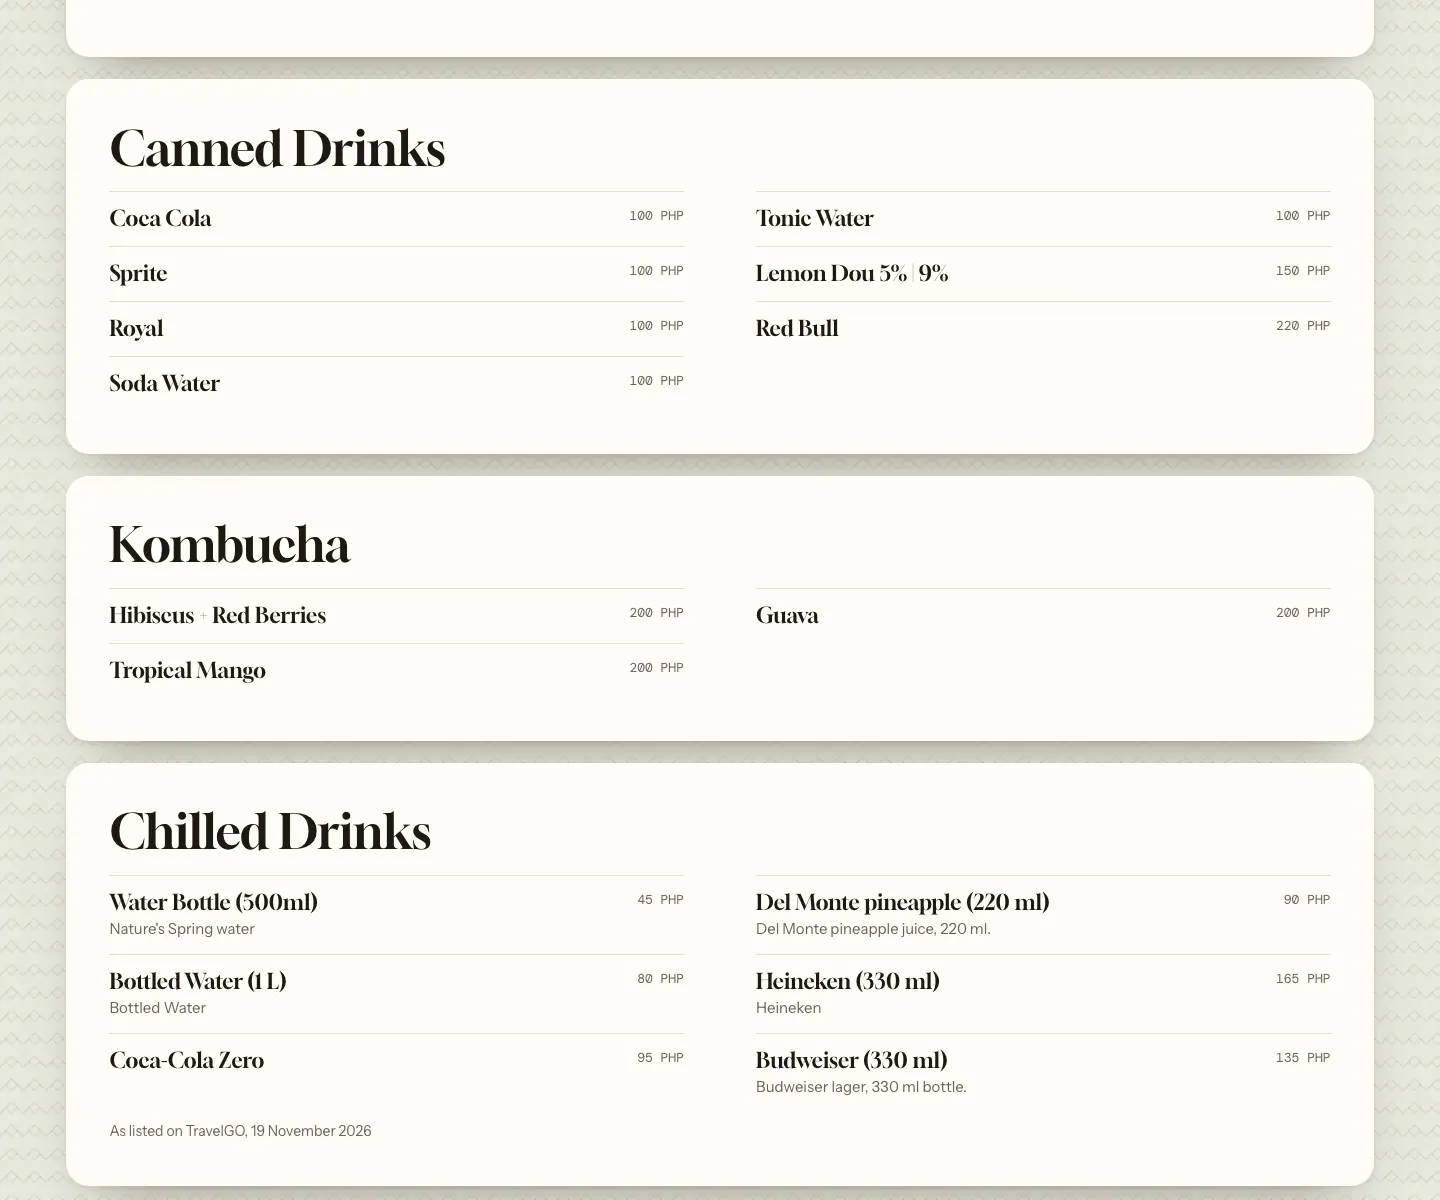 Canned Drinks
Coca Cola 100 PHP
Sprite 100 PHP
Royal 100 PHP
Soda Water 100 PHP
Tonic Water 100 PHP
Lemon Dou 5% | 9% 150 PHP
Red Bull 220 PHP
Kombucha
Hibiscus + Red Berries 200 PHP
Tropical Mango 200 PHP
Guava 200 PHP
Chilled Drinks
Water Bottle (500ml) 45 PHP
Nature's Spring water
Bottled Water (1 L) 80 PHP
Bottled Water
Coca-Cola Zero 95 PHP
Del Monte pineapple (220 ml) 90 PHP
Del Monte pineapple juice, 220 ml.
Heineken (330 ml) 165 PHP
Heineken
Budweiser (330 ml) 135 PHP
Budweiser lager, 330 ml bottle.
As listed on TravelGO, 19 November 2026